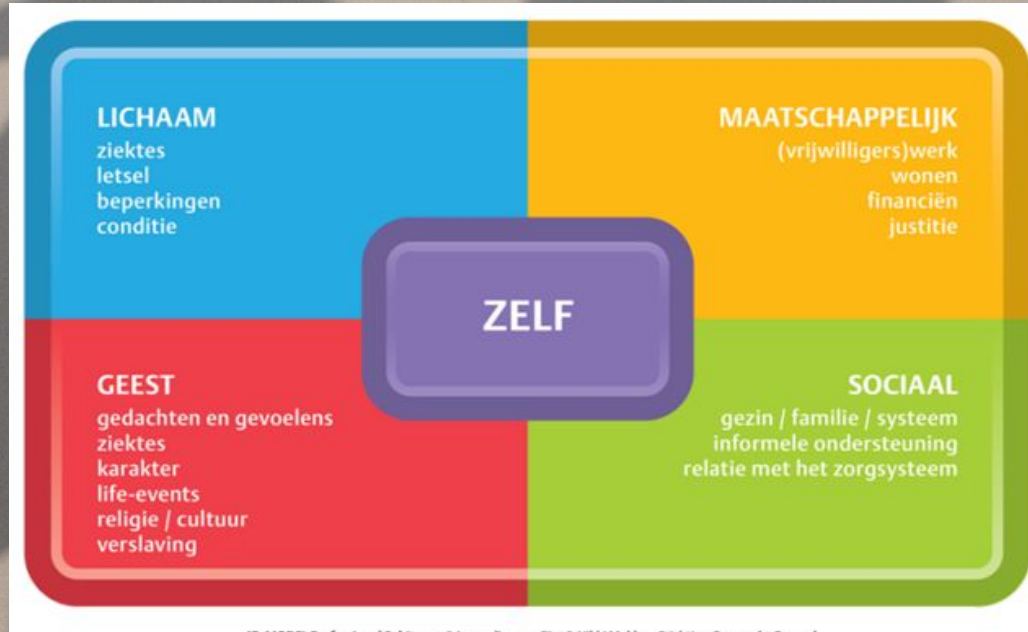 LICHAAM
ziektes
letsel
beperkingen
conditie
MAATSCHAPPELIJK
(vrijwilligers)werk
wonen
financiën
justitie
ZELF
GEEST
gedachten en gevoelens
ziektes
karakter
life-events
religie / cultuur
verslaving
SOCIAAL
gezin / familie / systeem
informele ondersteuning
relatie met het zorgsysteem